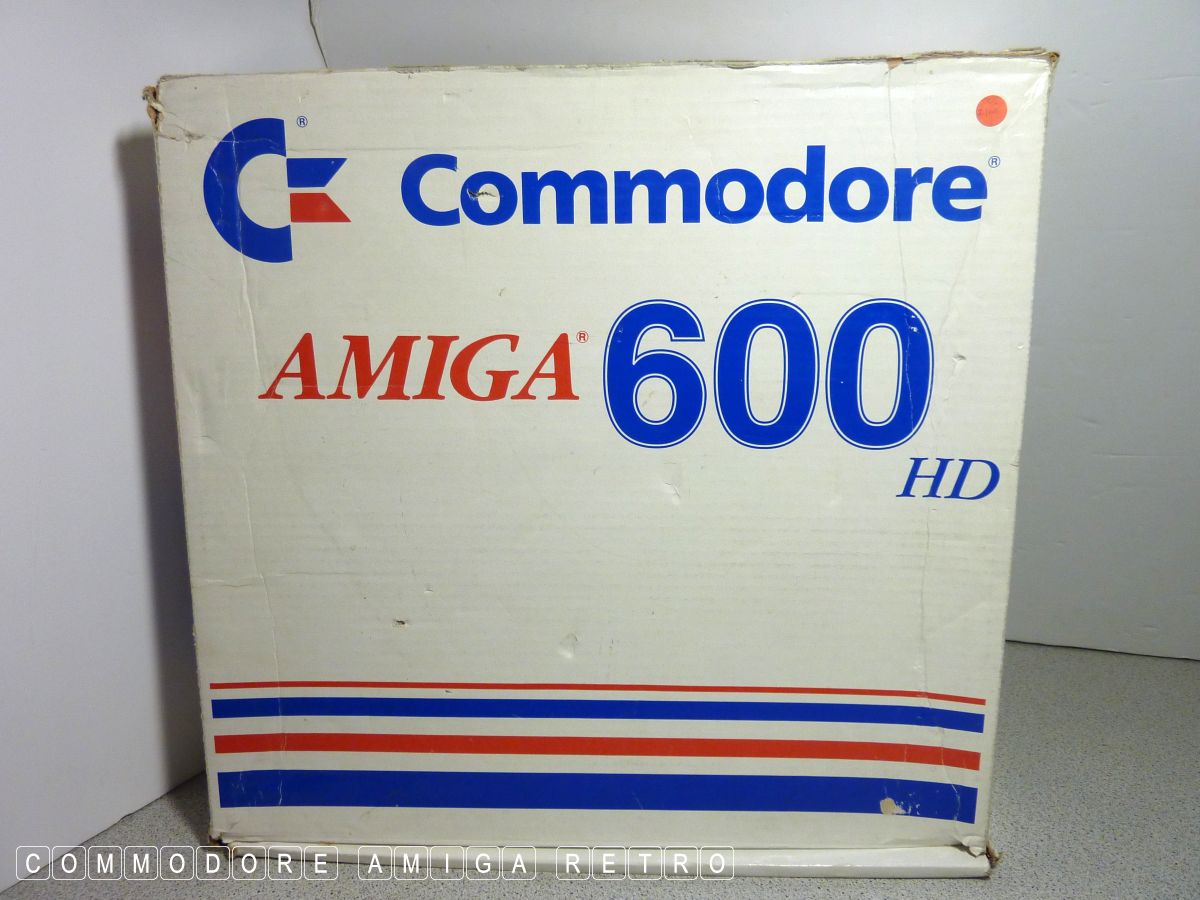 Commodore®
AMIGA® 600
HD
COMMODORE AMIGA RETRO